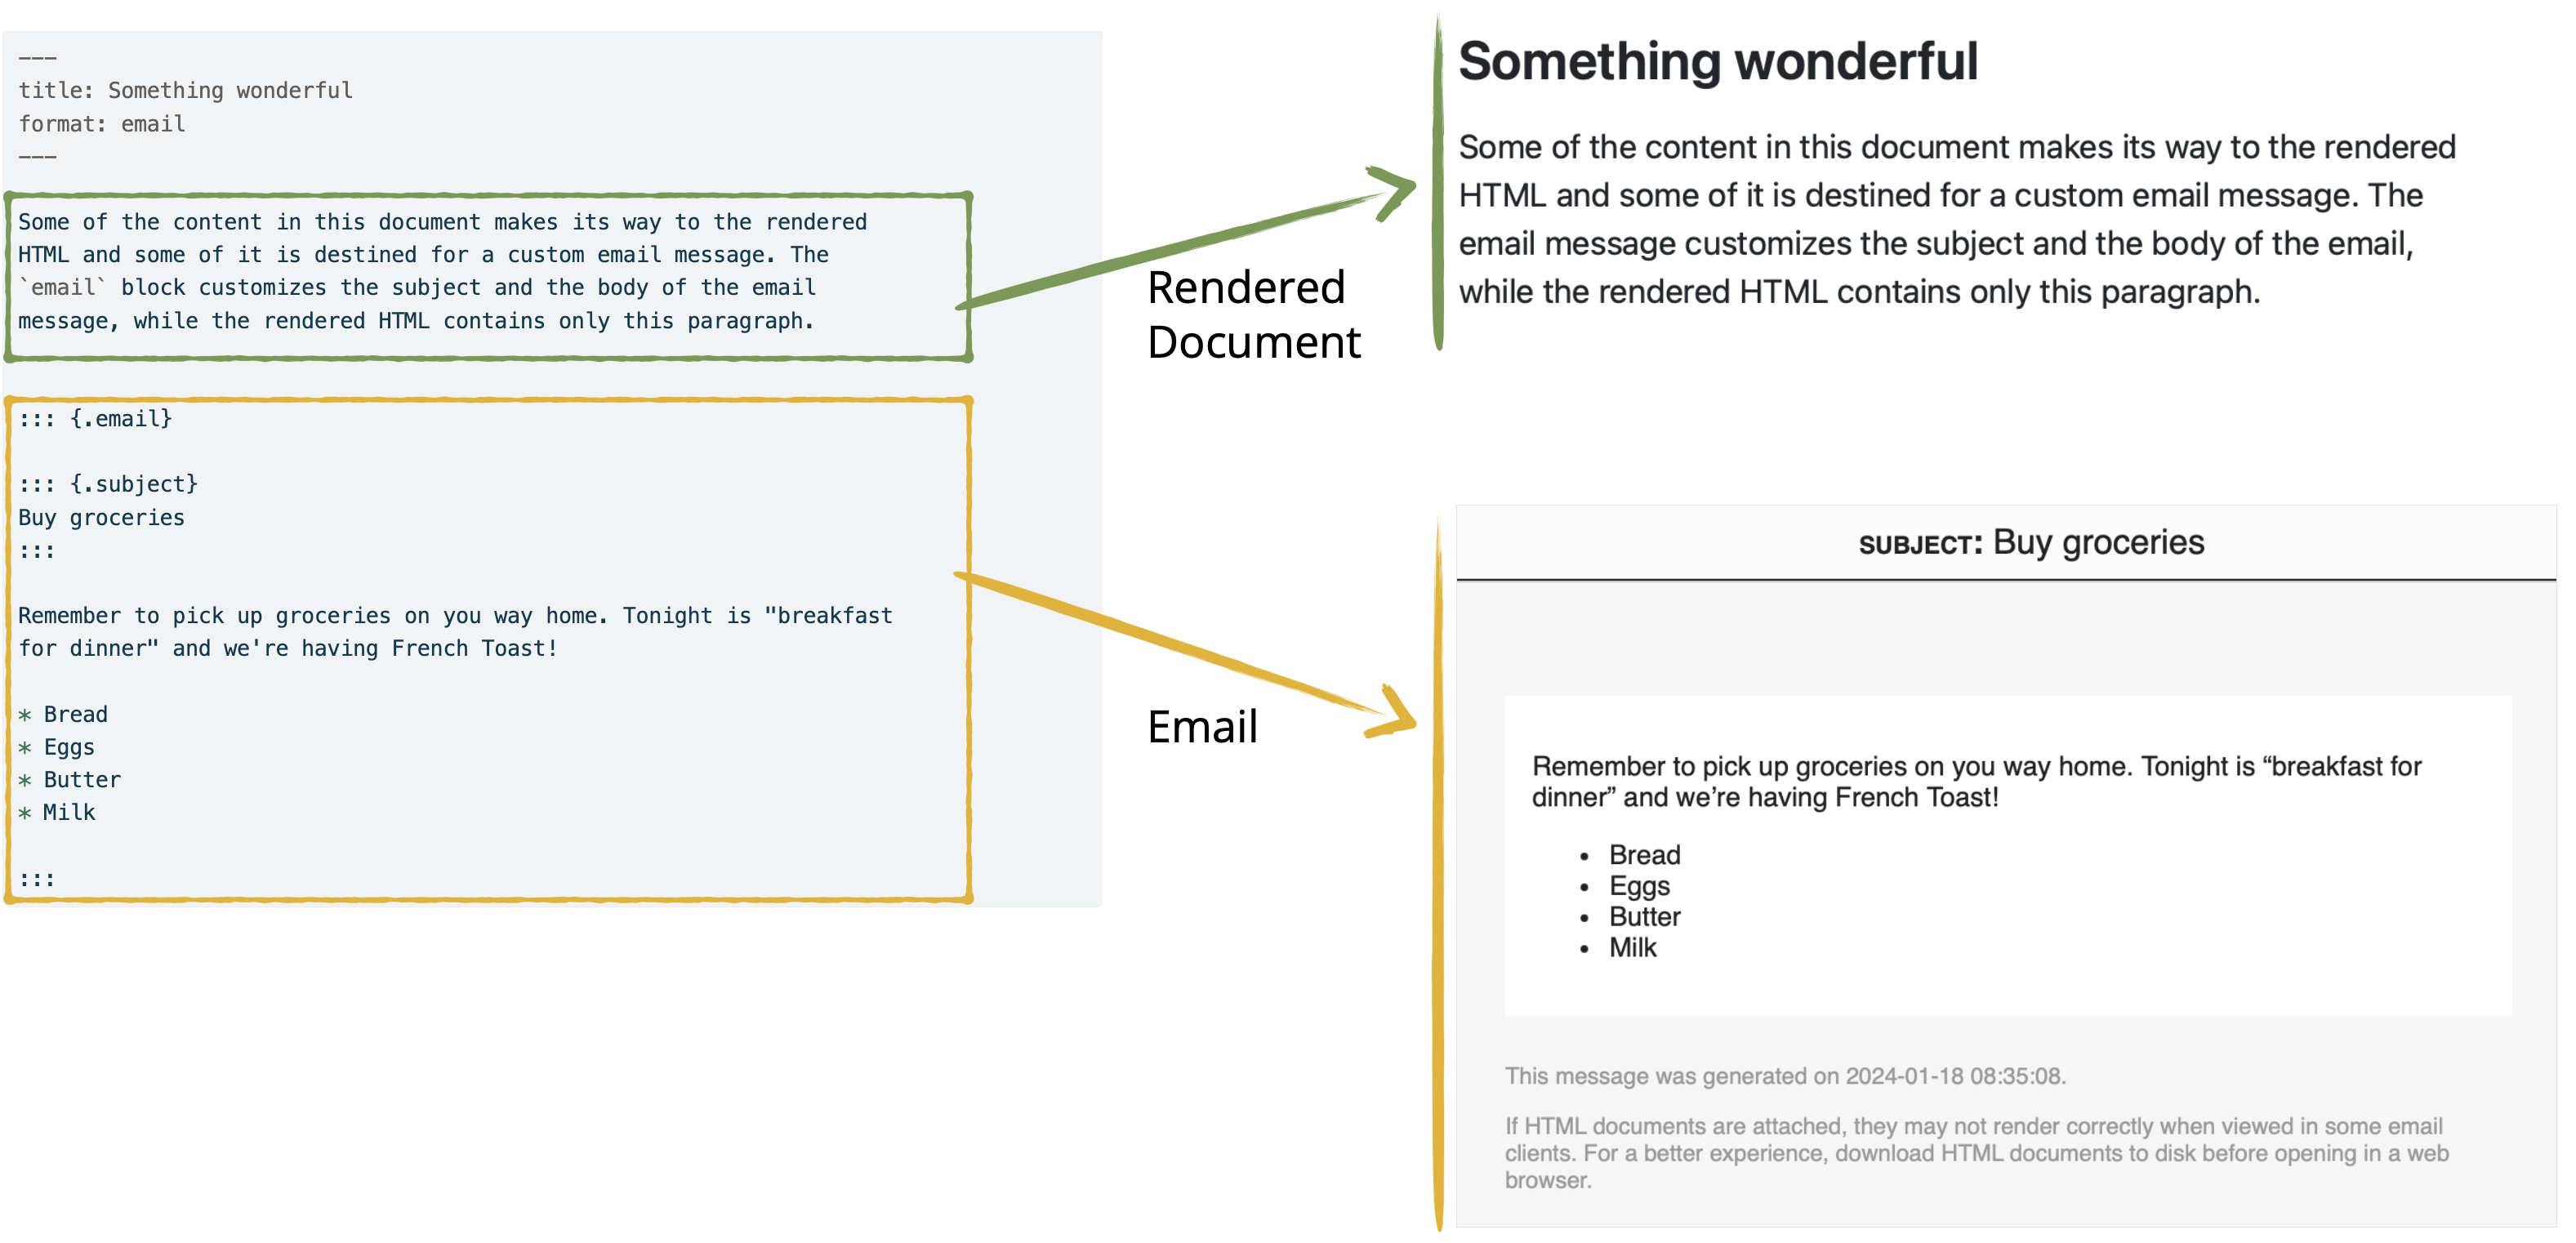 ---
title: Something wonderful
format: email
---
Some of the content in this document makes its way to the rendered
HTML and some of it is destined for a custom email message. The
`email` block customizes the subject and the body of the email
message, while the rendered HTML contains only this paragraph.
::: {.email}
::: {.subject}
Buy groceries
:::
Remember to pick up groceries on you way home. Tonight is "breakfast
for dinner" and we're having French Toast!
* Bread
* Eggs
* Butter
* Milk
:::
Rendered
Document
Email
Something wonderful
Some of the content in this document makes its way to the rendered
HTML and some of it is destined for a custom email message. The
email message customizes the subject and the body of the email,
while the rendered HTML contains only this paragraph.
SUBJECT: Buy groceries
Remember to pick up groceries on you way home. Tonight is “breakfast for
dinner” and we’re having French Toast!
• Bread
• Eggs
• Butter
• Milk
This message was generated on 2024-01-18 08:35:08.
If HTML documents are attached, they may not render correctly when viewed in some email
clients. For a better experience, download HTML documents to disk before opening in a web
browser.